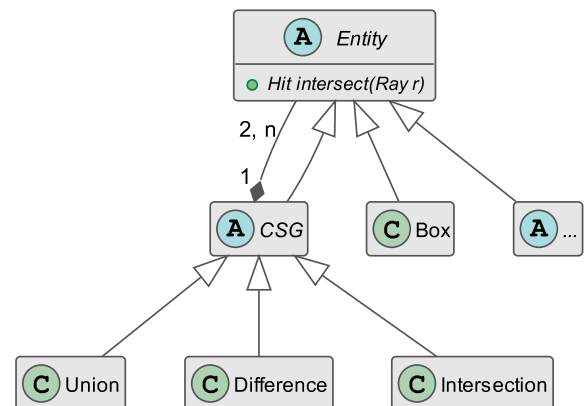 A Entity
Hit intersect(Ray r)
2, n
1
A CSG
C Box
A ...
C Union
C Difference
C Intersection